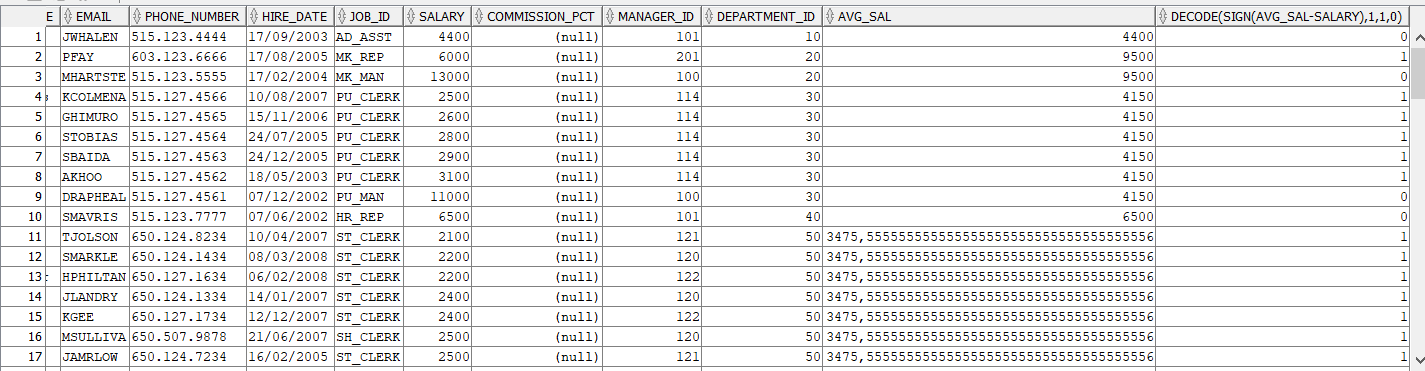 E EMAIL PHONE_NUMBER HIRE_DATE JOB_ID SALARY COMMISSION_PCT MANAGER_ID DEPARTMENT_ID AVG_SAL DECODE(SIGN(AVG_SAL-SALARY),1,1,0)
1 JWHALEN 515.123.4444 17/09/2003 AD_ASST 4400 (null) 101 10 4400 0
2 PFAY 603.123.6666 17/08/2005 MK_REP 6000 (null) 201 20 9500 1
3 MHARTSTE 515.123.5555 17/02/2004 MK_MAN 13000 (null) 100 20 9500 0
4 KCOLMENA 515.127.4566 10/08/2007 PU_CLERK 2500 (null) 114 30 4150 1
5 GHIMURO 515.127.4565 15/11/2006 PU_CLERK 2600 (null) 114 30 4150 1
6 STOBIAS 515.127.4564 24/07/2005 PU_CLERK 2800 (null) 114 30 4150 1
7 SBAIDA 515.127.4563 24/12/2005 PU_CLERK 2900 (null) 114 30 4150 1
8 AKHOO 515.127.4562 18/05/2003 PU_CLERK 3100 (null) 114 30 4150 1
9 DRAPHEAL 515.127.4561 07/12/2002 PU_MAN 11000 (null) 100 30 4150 0
10 SMAVRIS 515.123.7777 07/06/2002 HR_REP 6500 (null) 101 40 6500 0
11 TJOLSON 650.124.8234 10/04/2007 ST_CLERK 2100 (null) 121 50 3475,55555555555555555555555555555555556 1
12 SMARKLE 650.124.1434 08/03/2008 ST_CLERK 2200 (null) 120 50 3475,55555555555555555555555555555555556 1
13 HPHILTAN 650.127.1634 06/02/2008 ST_CLERK 2200 (null) 122 50 3475,55555555555555555555555555555555556 1
14 JLANDRY 650.124.1334 14/01/2007 ST_CLERK 2400 (null) 120 50 3475,55555555555555555555555555555555556 1
15 KGEE 650.127.1734 12/12/2007 ST_CLERK 2400 (null) 122 50 3475,55555555555555555555555555555555556 1
16 MSULLIVA 650.507.9878 21/06/2007 SH_CLERK 2500 (null) 120 50 3475,55555555555555555555555555555555556 1
17 JAMRLOW 650.124.7234 16/02/2005 ST_CLERK 2500 (null) 121 50 3475,55555555555555555555555555555555556 1